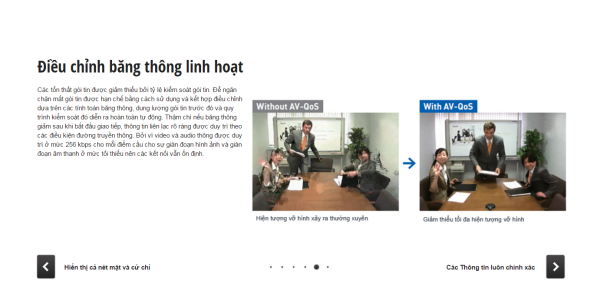 Điều chỉnh băng thông linh hoạt
Các tổn thất gói tin được giảm thiểu bởi tỷ lệ kiểm soát gói tin. Để ngăn
chặn mất gói tin được hạn chế bằng cách sử dụng và kết hợp điều chỉnh
dựa trên các tính toán băng thông, dung lượng gói tin trước đó và quy
trình kiểm soát đó diễn ra hoàn toàn tự động. Thậm chí nếu băng thông
giảm sau khi bắt đầu giao tiếp, thông tin liên lạc rõ ràng được duy trì theo
các điều kiện đường truyền thông. Bởi vì video và audio thông được duy
trì ở mức 256 kbps cho mỗi điểm cầu cho sự gián đoạn hình ảnh và gián
đoạn âm thanh ở mức tối thiểu nên các kết nối vẫn ổn định.
Without AV-QoS
With AV-QoS
Hiện tượng vỡ hình xảy ra thường xuyên
Giảm thiểu tối đa hiện tượng vỡ hình
Hiển thị cả nét mặt và cử chỉ
Các Thông tin luôn chính xác